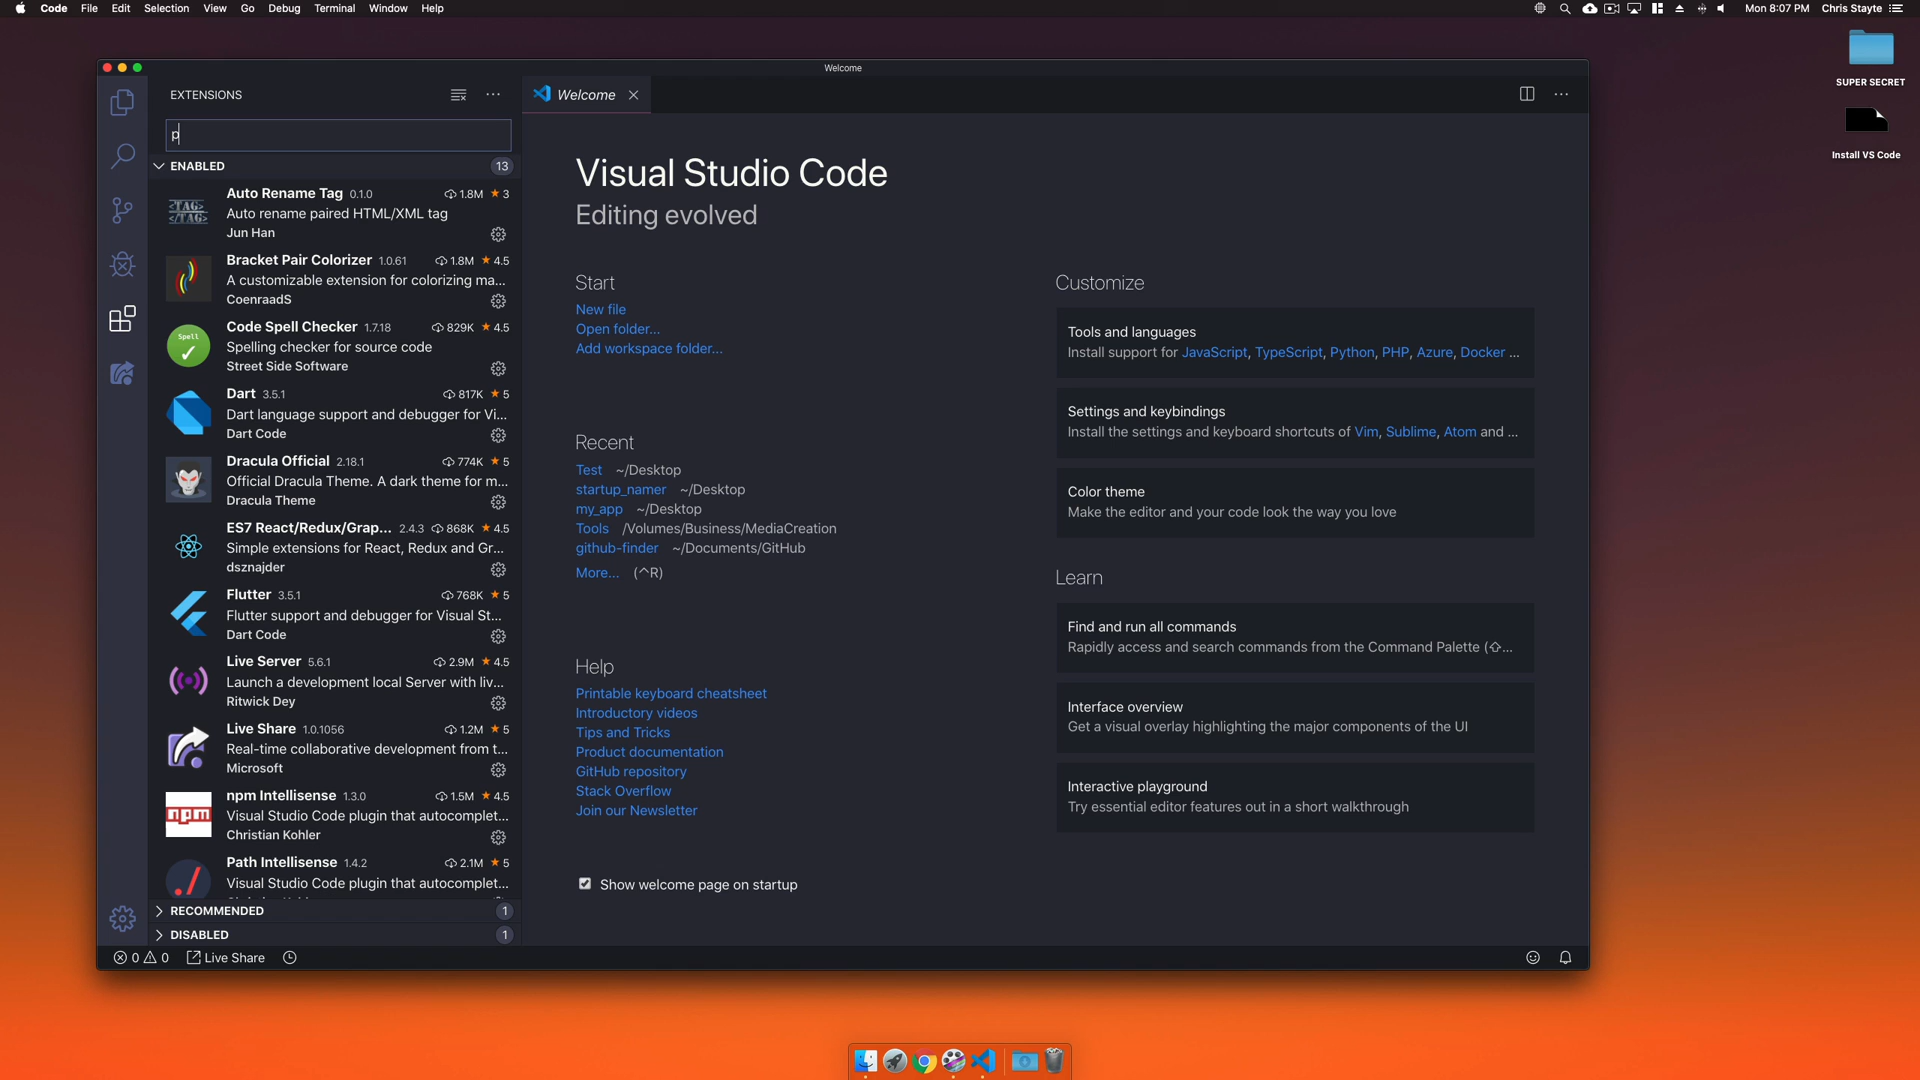 Code File Edit Selection View Go Debug Terminal Window Help
Mon 8:07 PM Chris Stayte
SUPER SECRET
Install VS Code
Welcome
EXTENSIONS
p
ENABLED 13
Auto Rename Tag 0.1.0 1.8M ★ 3
Auto rename paired HTML/XML tag
Jun Han
Bracket Pair Colorizer 1.0.61 1.8M ★ 4.5
A customizable extension for colorizing ma...
CoenraadS
Spell
Code Spell Checker 1.7.18 829K ★ 4.5
Spelling checker for source code
Street Side Software
Dart 3.5.1 817K ★ 5
Dart language support and debugger for Vi...
Dart Code
Dracula Official 2.18.1 774K ★ 5
Official Dracula Theme. A dark theme for m...
Dracula Theme
ES7 React/Redux/Grap... 2.4.3 868K ★ 4.5
Simple extensions for React, Redux and Gr...
dsznajder
Flutter 3.5.1 768K ★ 5
Flutter support and debugger for Visual St...
Dart Code
Live Server 5.6.1 2.9M ★ 4.5
Launch a development local Server with liv...
Ritwick Dey
Live Share 1.0.1056 1.2M ★ 5
Real-time collaborative development from t...
Microsoft
npm
npm Intellisense 1.3.0 1.5M ★ 4.5
Visual Studio Code plugin that autocomplet...
Christian Kohler
Path Intellisense 1.4.2 2.1M ★ 5
Visual Studio Code plugin that autocomplet...
RECOMMENDED 1
DISABLED 1
0 0 Live Share
Welcome
Visual Studio Code
Editing evolved
Start
New file
Open folder...
Add workspace folder...
Recent
Test ~/Desktop
startup_namer ~/Desktop
my_app ~/Desktop
Tools /Volumes/Business/MediaCreation
github-finder ~/Documents/GitHub
More... (^R)
Help
Printable keyboard cheatsheet
Introductory videos
Tips and Tricks
Product documentation
GitHub repository
Stack Overflow
Join our Newsletter
Show welcome page on startup
Customize
Tools and languages
Install support for JavaScript, TypeScript, Python, PHP, Azure, Docker ...
Settings and keybindings
Install the settings and keyboard shortcuts of Vim, Sublime, Atom and ...
Color theme
Make the editor and your code look the way you love
Learn
Find and run all commands
Rapidly access and search commands from the Command Palette (⇧...
Interface overview
Get a visual overlay highlighting the major components of the UI
Interactive playground
Try essential editor features out in a short walkthrough